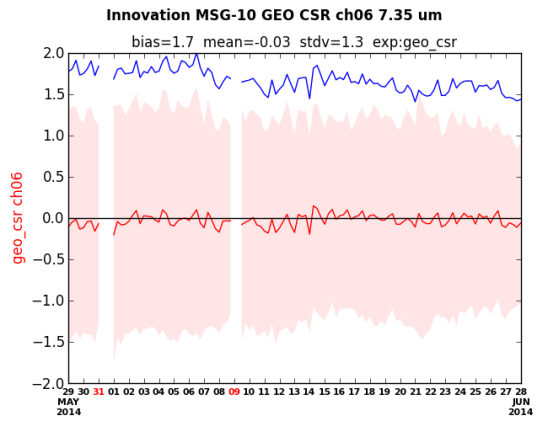 Innovation MSG-10 GEO CSR ch06 7.35 um
bias=1.7 mean=-0.03 stdv=1.3 exp:geo_csr
2.0
1.5
1.0
0.5
0.0
−0.5
−1.0
−1.5
−2.0
geo_csr ch06
29 30 31 01 02 03 04 05 06 07 08 09 10 11 12 13 14 15 16 17 18 19 20 21 22 23 24 25 26 27 28
MAY JUN
2014 2014